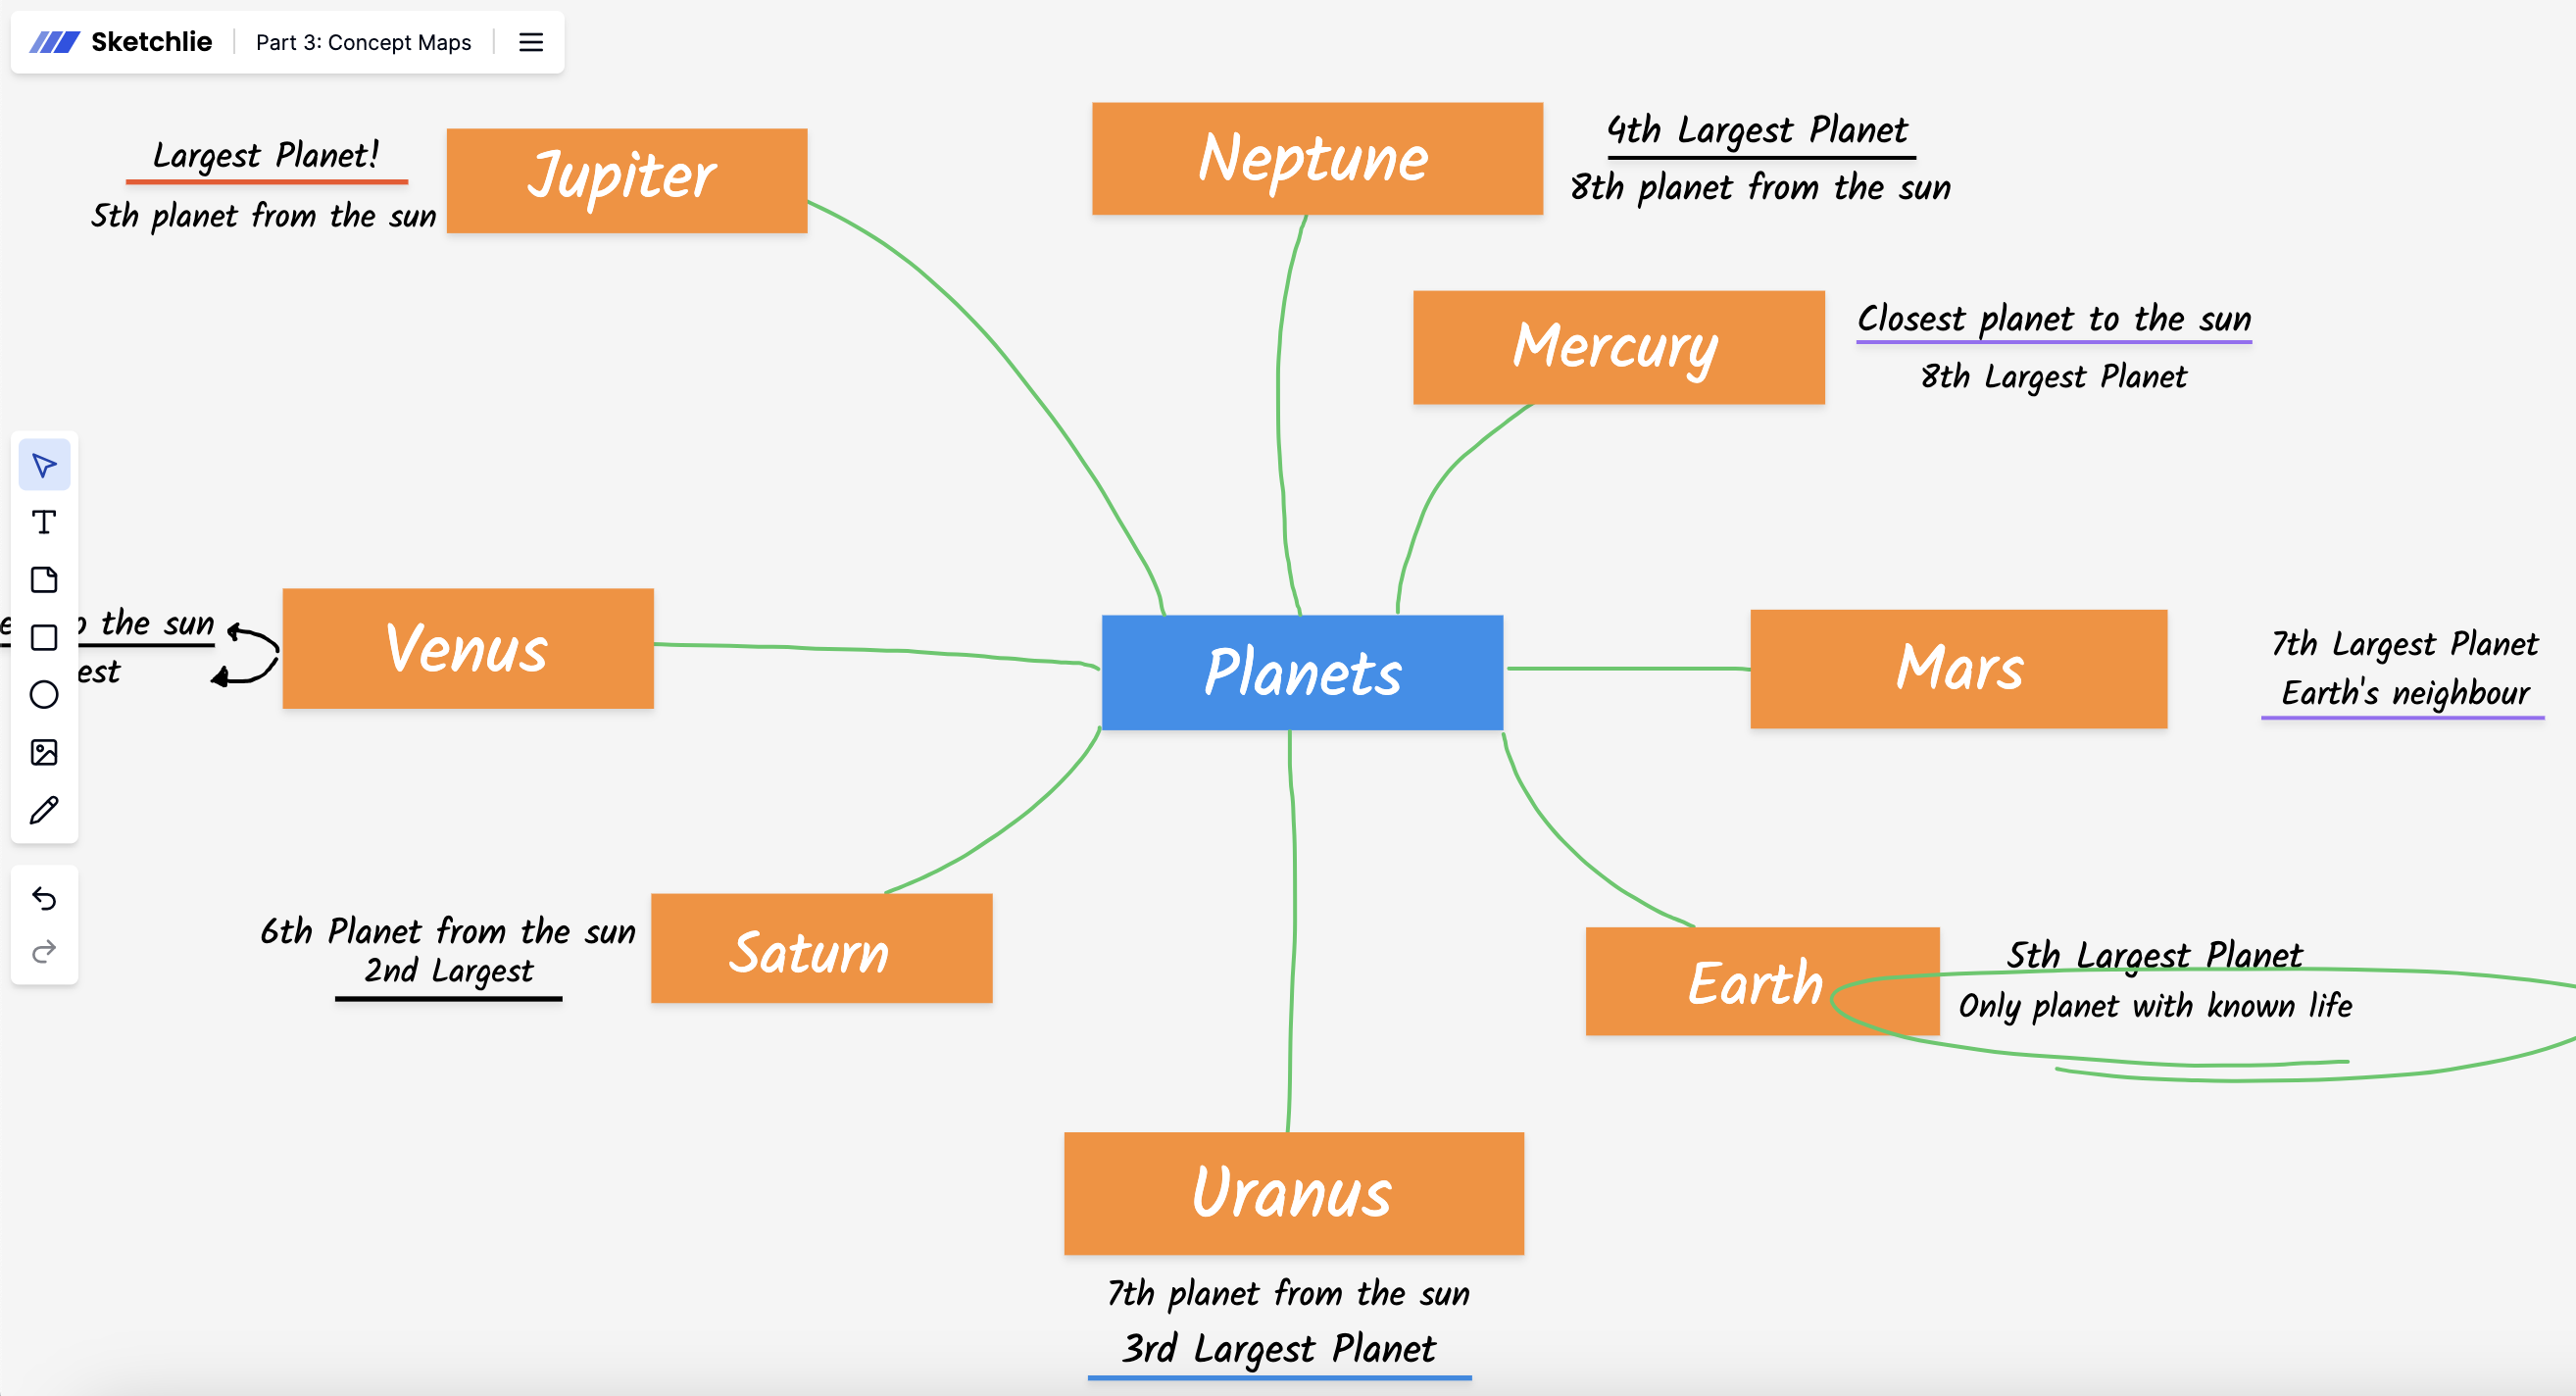 Sketchlie
Part 3: Concept Maps
Largest Planet!
5th planet from the sun
Jupiter
Neptune
4th Largest Planet
8th planet from the sun
Mercury
Closest planet to the sun
8th Largest Planet
the sun
Venus
Planets
Mars
7th Largest Planet
Earth's neighbour
6th Planet from the sun
2nd Largest
Saturn
Earth
5th Largest Planet
Only planet with known life
Uranus
7th planet from the sun
3rd Largest Planet